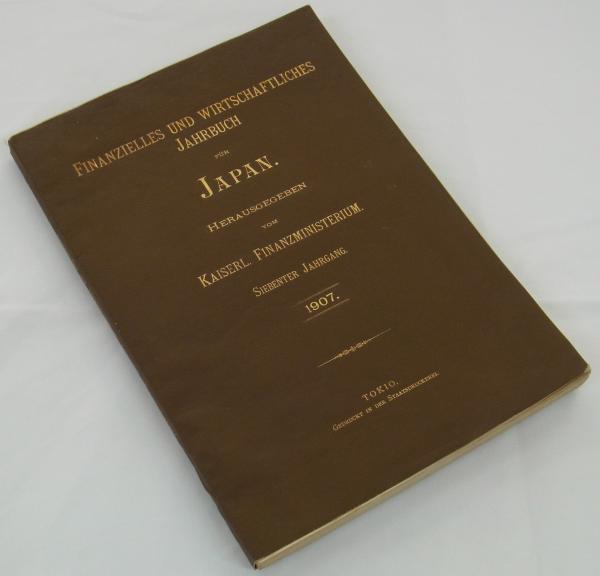 FINANZIELLES UND WIRTSCHAFTLICHES
JAHRBUCH
FÜR
JAPAN.
HERAUSGEGEBEN
VOM
KAISERL. FINANZMINISTERIUM.
SIEBENTER JAHRGANG.
1907.
TOKIO.
GEDRUCKT IN DER STAATSDRUCKEREI.